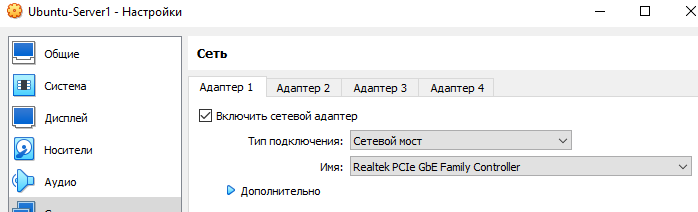 Ubuntu-Server1 - Настройки
Общие
Система
Дисплей
Носители
Аудио
Сеть
Адаптер 1 Адаптер 2 Адаптер 3 Адаптер 4
Включить сетевой адаптер
Тип подключения: Сетевой мост
Имя: Realtek PCIe GbE Family Controller
Дополнительно